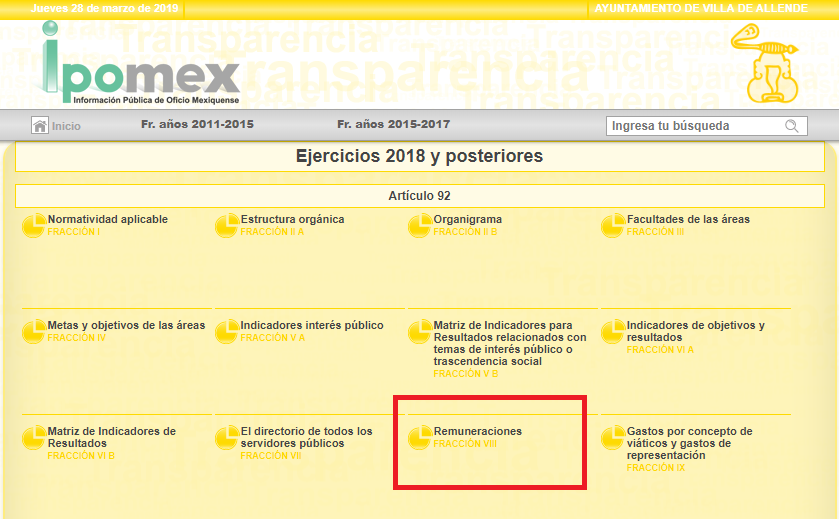 Jueves 28 de marzo de 2019
AYUNTAMIENTO DE VILLA DE ALLENDE
ipomex
Información Pública de Oficio Mexiquense
Inicio
Fr. años 2011-2015
Fr. años 2015-2017
Ingresa tu búsqueda
Ejercicios 2018 y posteriores
Artículo 92
Normatividad aplicable
FRACCIÓN I
Estructura orgánica
FRACCIÓN II A
Organigrama
FRACCIÓN II B
Facultades de las áreas
FRACCIÓN III
Metas y objetivos de las áreas
FRACCIÓN IV
Indicadores interés público
FRACCIÓN V A
Matriz de Indicadores para
Resultados relacionados con
temas de interés público o
trascendencia social
FRACCIÓN V B
Indicadores de objetivos y
resultados
FRACCIÓN VI A
Matriz de Indicadores de
Resultados
FRACCIÓN VI B
El directorio de todos los
servidores públicos
FRACCIÓN VII
Remuneraciones
FRACCIÓN VIII
Gastos por concepto de
viáticos y gastos de
representación
FRACCIÓN IX